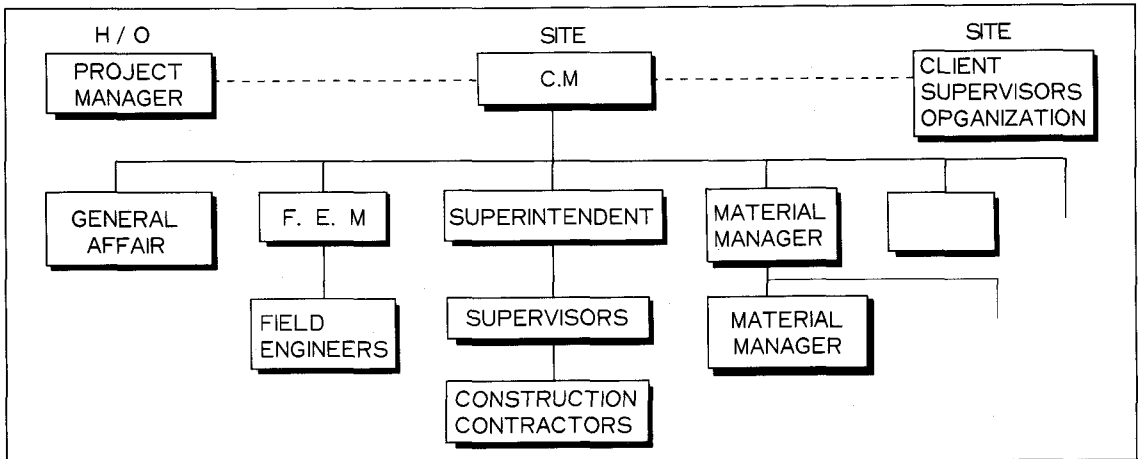 H / O
SITE
SITE
PROJECT
MANAGER
C.M
CLIENT
SUPERVISORS
OPGANIZATION
GENERAL
AFFAIR
F. E. M
SUPERINTENDENT
MATERIAL
MANAGER
FIELD
ENGINEERS
SUPERVISORS
MATERIAL
MANAGER
CONSTRUCTION
CONTRACTORS